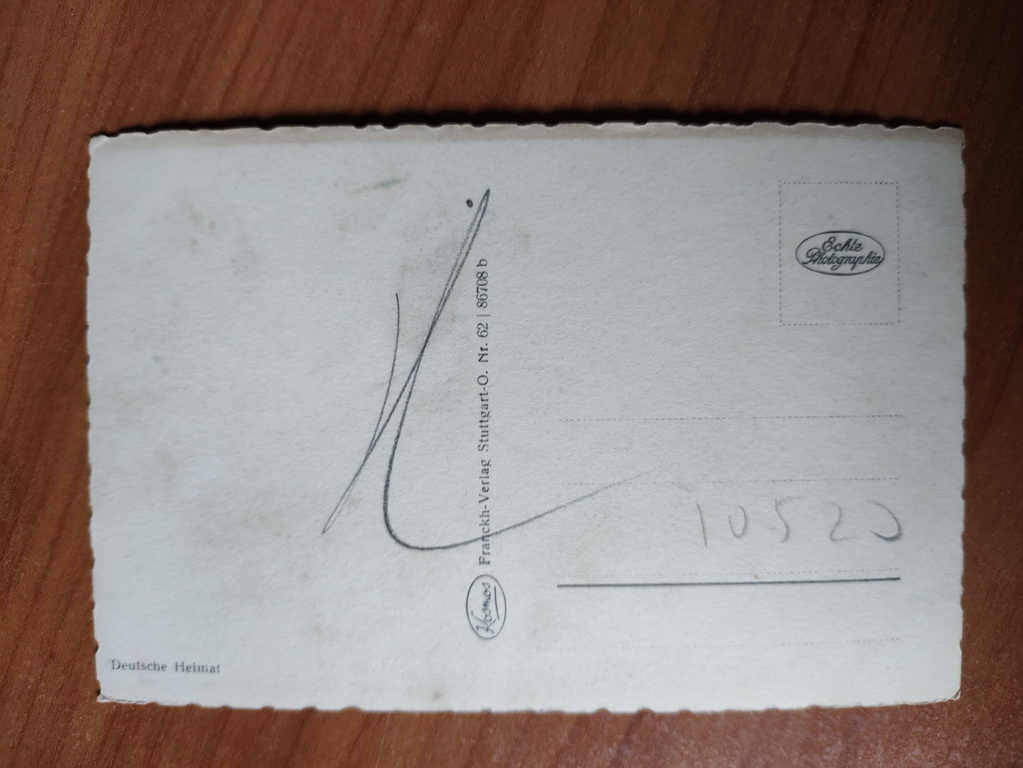 Echte
Photographie
Kosmos Franckh-Verlag Stuttgart-O. Nr. 62 | 86708 b
10520
Deutsche Heimat